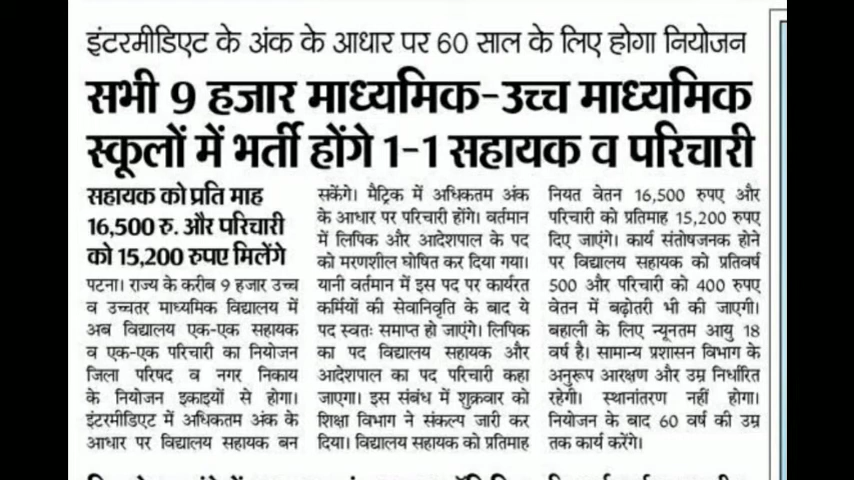 इंटरमीडिएट के अंक के आधार पर 60 साल के लिए होगा नियोजन
सभी 9 हजार माध्यमिक-उच्च माध्यमिक
स्कूलों में भर्ती होंगे 1-1 सहायक व परिचारी
सहायक को प्रति माह
16,500 रु. और परिचारी
को 15,200 रुपए मिलेंगे
पटना। राज्य के करीब 9 हजार उच्च
व उच्चतर माध्यमिक विद्यालय में
अब विद्यालय एक-एक सहायक
व एक-एक परिचारी का नियोजन
जिला परिषद व नगर निकाय
के नियोजन इकाइयों से होगा।
इंटरमीडिएट में अधिकतम अंक के
आधार पर विद्यालय सहायक बन
सकेंगे। मैट्रिक में अधिकतम अंक
के आधार पर परिचारी होंगे। वर्तमान
में लिपिक और आदेशपाल के पद
को मरणशील घोषित कर दिया गया।
यानी वर्तमान में इस पद पर कार्यरत
कर्मियों की सेवानिवृति के बाद ये
पद स्वतः समाप्त हो जाएंगे। लिपिक
का पद विद्यालय सहायक और
आदेशपाल का पद परिचारी कहा
जाएगा। इस संबंध में शुक्रवार को
शिक्षा विभाग ने संकल्प जारी कर
दिया। विद्यालय सहायक को प्रतिमाह
नियत वेतन 16,500 रुपए और
परिचारी को प्रतिमाह 15,200 रुपए
दिए जाएंगे। कार्य संतोषजनक होने
पर विद्यालय सहायक को प्रतिवर्ष
500 और परिचारी को 400 रुपए
वेतन में बढ़ोतरी भी की जाएगी।
बहाली के लिए न्यूनतम आयु 18
वर्ष है। सामान्य प्रशासन विभाग के
अनुरूप आरक्षण और उम्र निर्धारित
रहेगी। स्थानांतरण नहीं होगा।
नियोजन के बाद 60 वर्ष की उम्र
तक कार्य करेंगे।